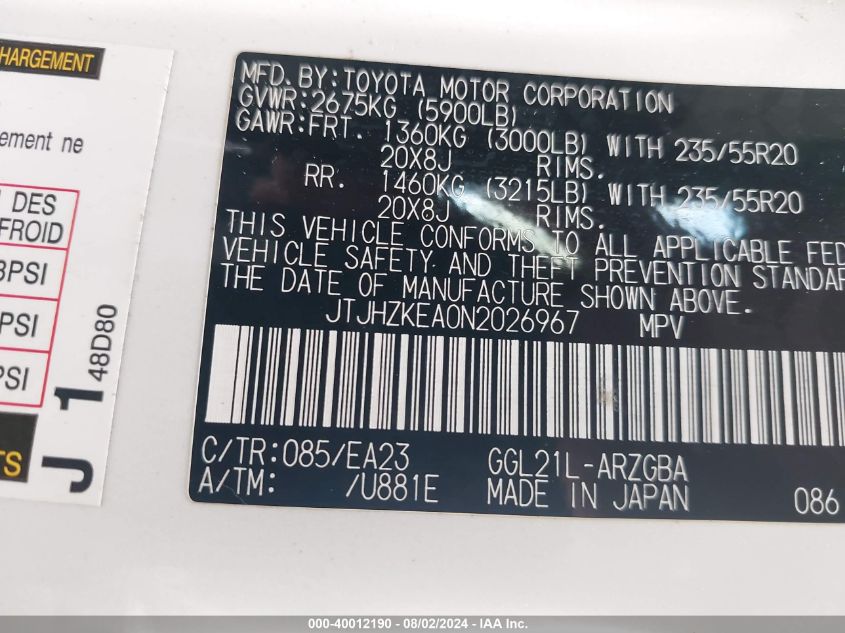 HARGEMENT
ement ne
DES
FROID
PSI
PSI
PSI
TS
J 1
48D80
MFD. BY:TOYOTA MOTOR CORPORATION
GVWR:2675KG (5900LB)
GAWR:FRT. 1360KG (3000LB) WITH 235/55R20
20X8J RIMS.
RR. 1460KG (3215LB) WITH 235/55R20
20X8J RIMS.
THIS VEHICLE CONFORMS TO ALL APPLICABLE FED
VEHICLE SAFETY AND THEFT PREVENTION STANDAR
THE DATE OF MANUFACTURE SHOWN ABOVE.
JTJHZKEA0N2026967 MPV
C/TR:085/EA23 GGL21L-ARZGBA
A/TM: /U881E MADE IN JAPAN 086
000-40012190 - 08/02/2024 - IAA Inc.